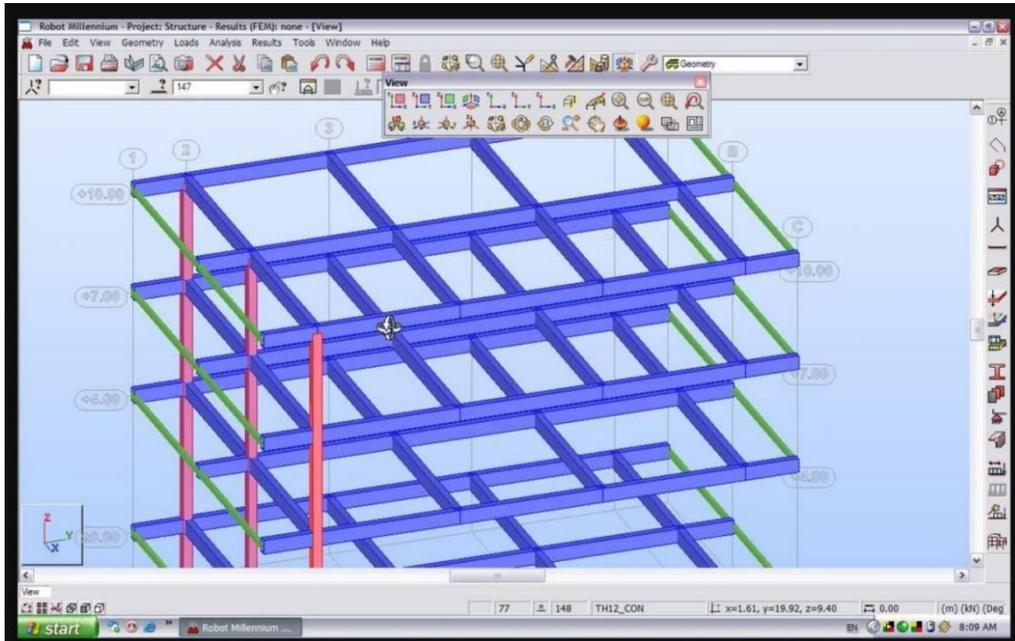 Robot Millennium - Project: Structure - Results (FEM): none - [View]
File Edit View Geometry Loads Analysis Results Tools Window Help
Geometry
147
View
1
2
3
B
C
+10.00
+10.00
+7.00
+7.00
+4.00
+4.00
±0.00
Z
Y
X
View
77 148 TH12_CON x=1.61, y=19.92, z=9.40 0.00 (m) (kN) (Deg
start
Robot Millennium ...
EN
8:09 AM